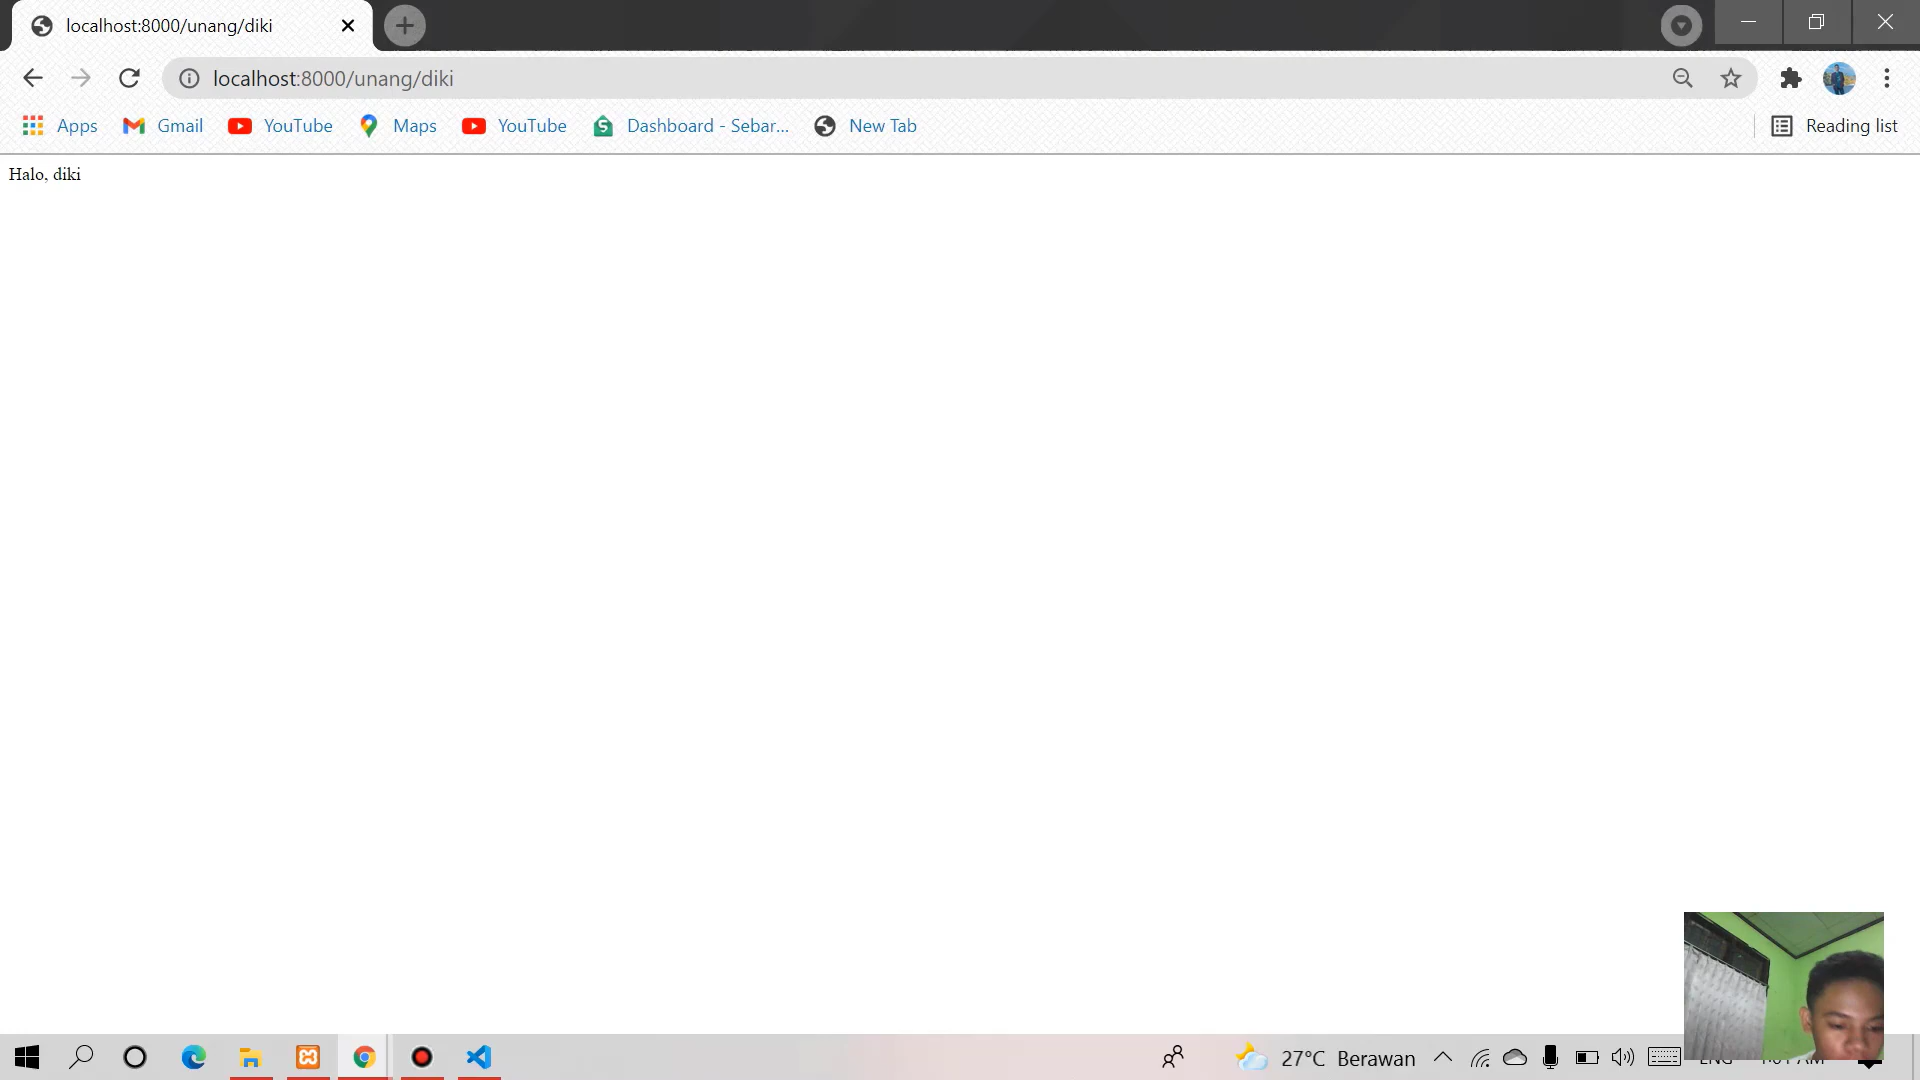 localhost:8000/unang/diki
localhost:8000/unang/diki
Apps Gmail YouTube Maps YouTube Dashboard - Sebar... New Tab Reading list
Halo, diki
27°C Berawan